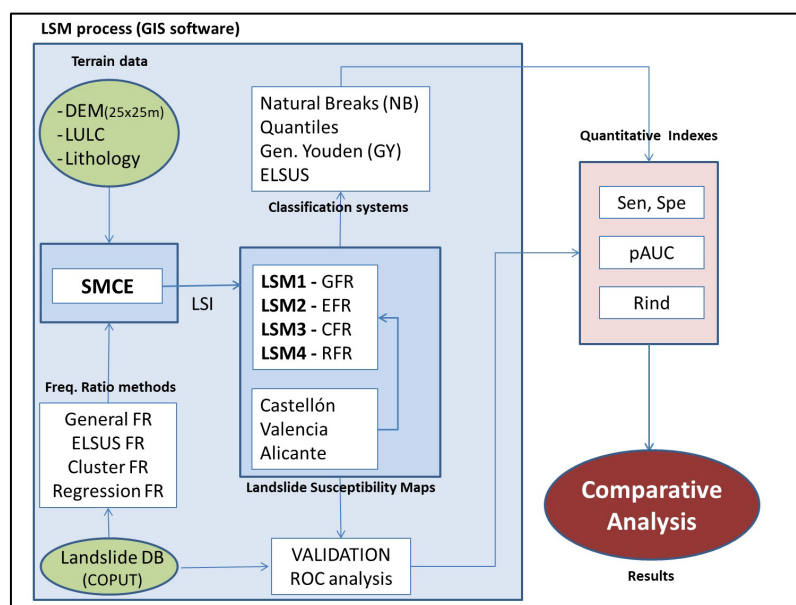 LSM process (GIS software)
Terrain data
-DEM(25x25m)
-LULC
-Lithology
Natural Breaks (NB)
Quantiles
Gen. Youden (GY)
ELSUS
Classification systems
Quantitative Indexes
Sen, Spe
pAUC
Rind
SMCE
LSI
LSM1 - GFR
LSM2 - EFR
LSM3 - CFR
LSM4 - RFR
Castellón
Valencia
Alicante
Landslide Susceptibility Maps
Freq. Ratio methods
General FR
ELSUS FR
Cluster FR
Regression FR
Landslide DB
(COPUT)
VALIDATION
ROC analysis
Comparative
Analysis
Results